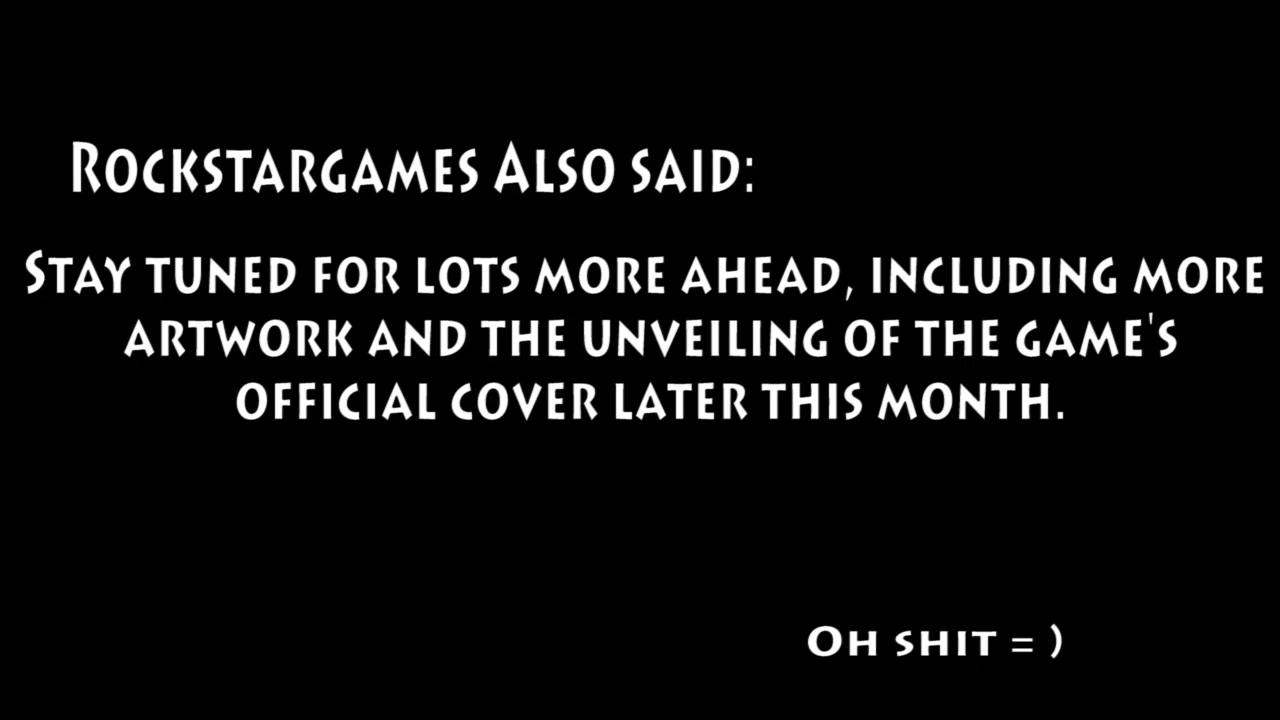 Rockstargames Also said:
Stay tuned for lots more ahead, including more
artwork and the unveiling of the game's
official cover later this month.
Oh shit = )